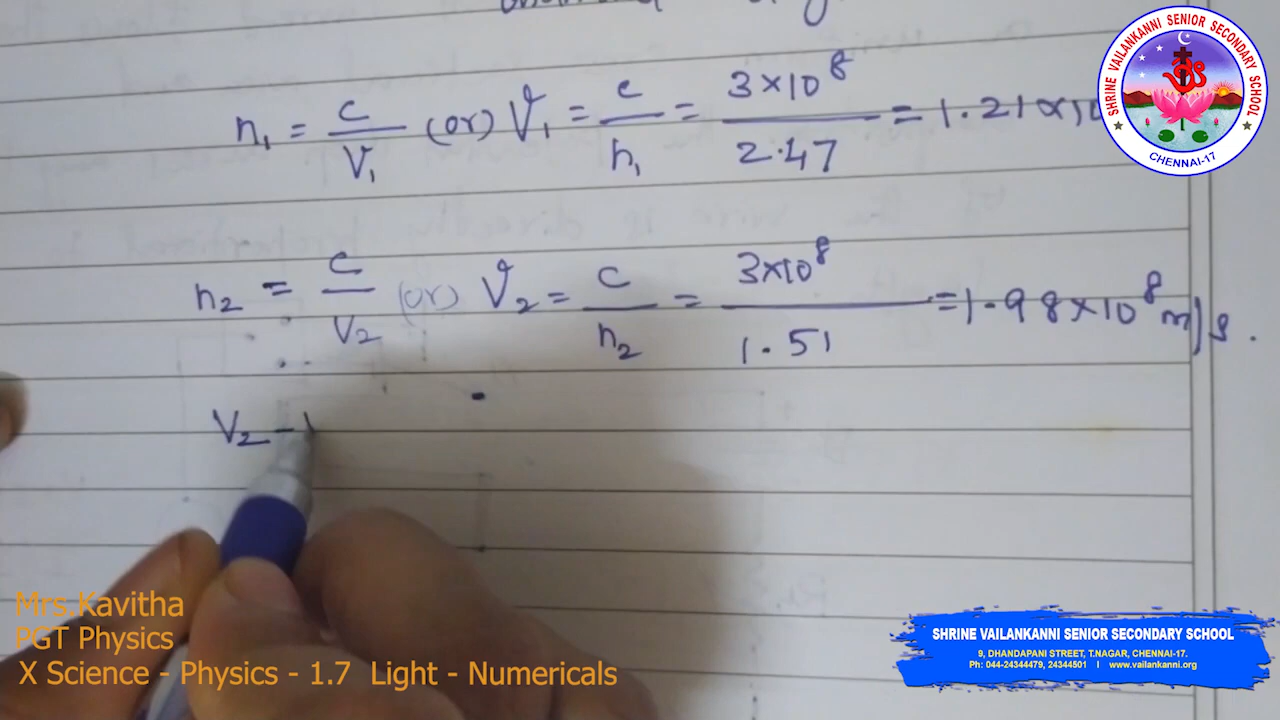 n₁ = c/V₁ (or) V₁ = c/n₁ = 3×10⁸/2.47 = 1.21×10
n₂ = c/V₂ (or) V₂ = c/n₂ = 3×10⁸/1.51 = 1.98×10⁸ m/s.
V₂ -
SHRINE VAILANKANNI SENIOR SECONDARY SCHOOL
CHENNAI-17
Mrs.Kavitha
PGT Physics
X Science - Physics - 1.7 Light - Numericals
SHRINE VAILANKANNI SENIOR SECONDARY SCHOOL
9, DHANDAPANI STREET, T.NAGAR, CHENNAI-17.
Ph: 044-24344479, 24344501 | www.vailankanni.org